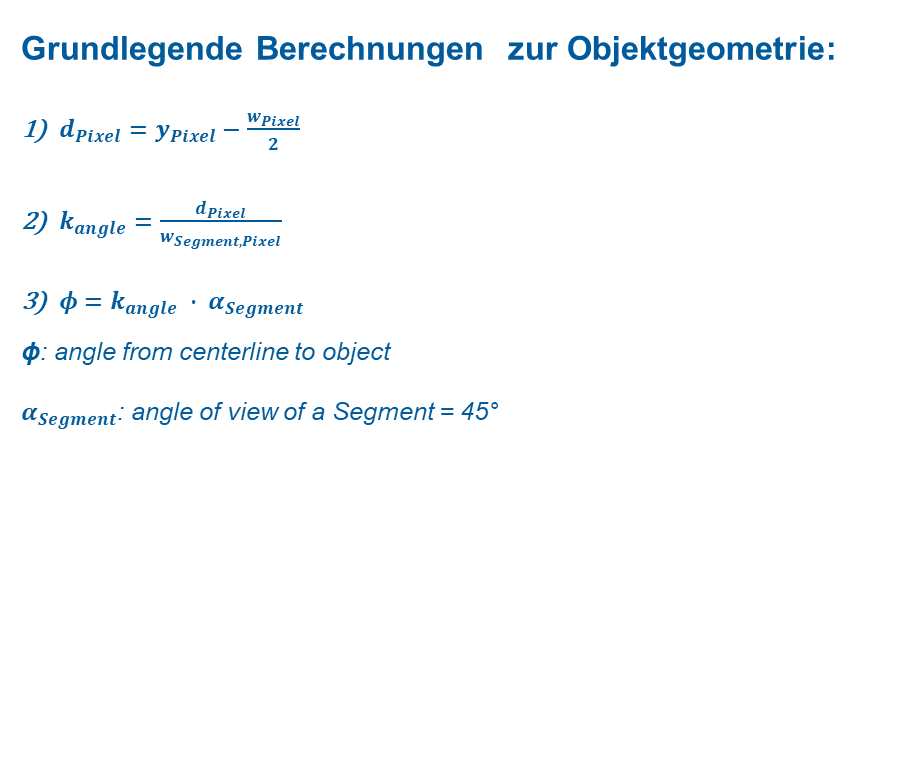 Grundlegende Berechnungen zur Objektgeometrie:
1) d_Pixel = y_Pixel − w_Pixel / 2
2) k_angle = d_Pixel / w_Segment,Pixel
3) ϕ = k_angle · α_Segment
ϕ: angle from centerline to object
α_Segment: angle of view of a Segment = 45°